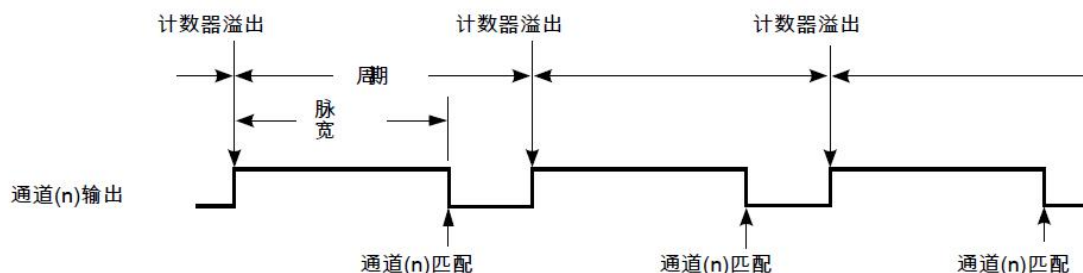 计数器溢出
计数器溢出
计数器溢出
周期
脉
宽
通道(n)输出
通道(n)匹配
通道(n)匹配
通道(n)匹配